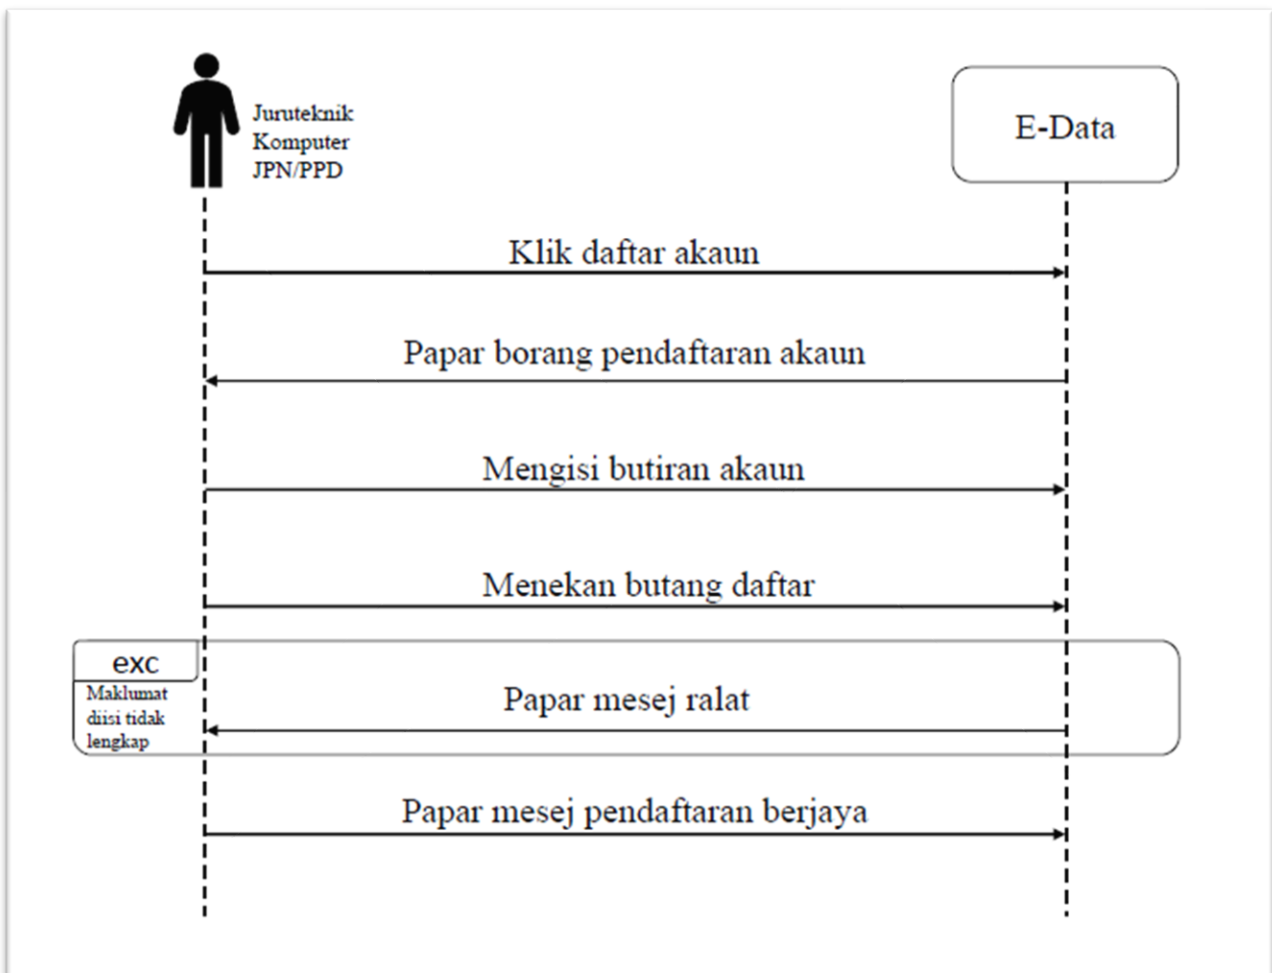 Juruteknik
Komputer
JPN/PPD
E-Data
Klik daftar akaun
Papar borang pendaftaran akaun
Mengisi butiran akaun
Menekan butang daftar
exc
Maklumat
diisi tidak
lengkap
Papar mesej ralat
Papar mesej pendaftaran berjaya